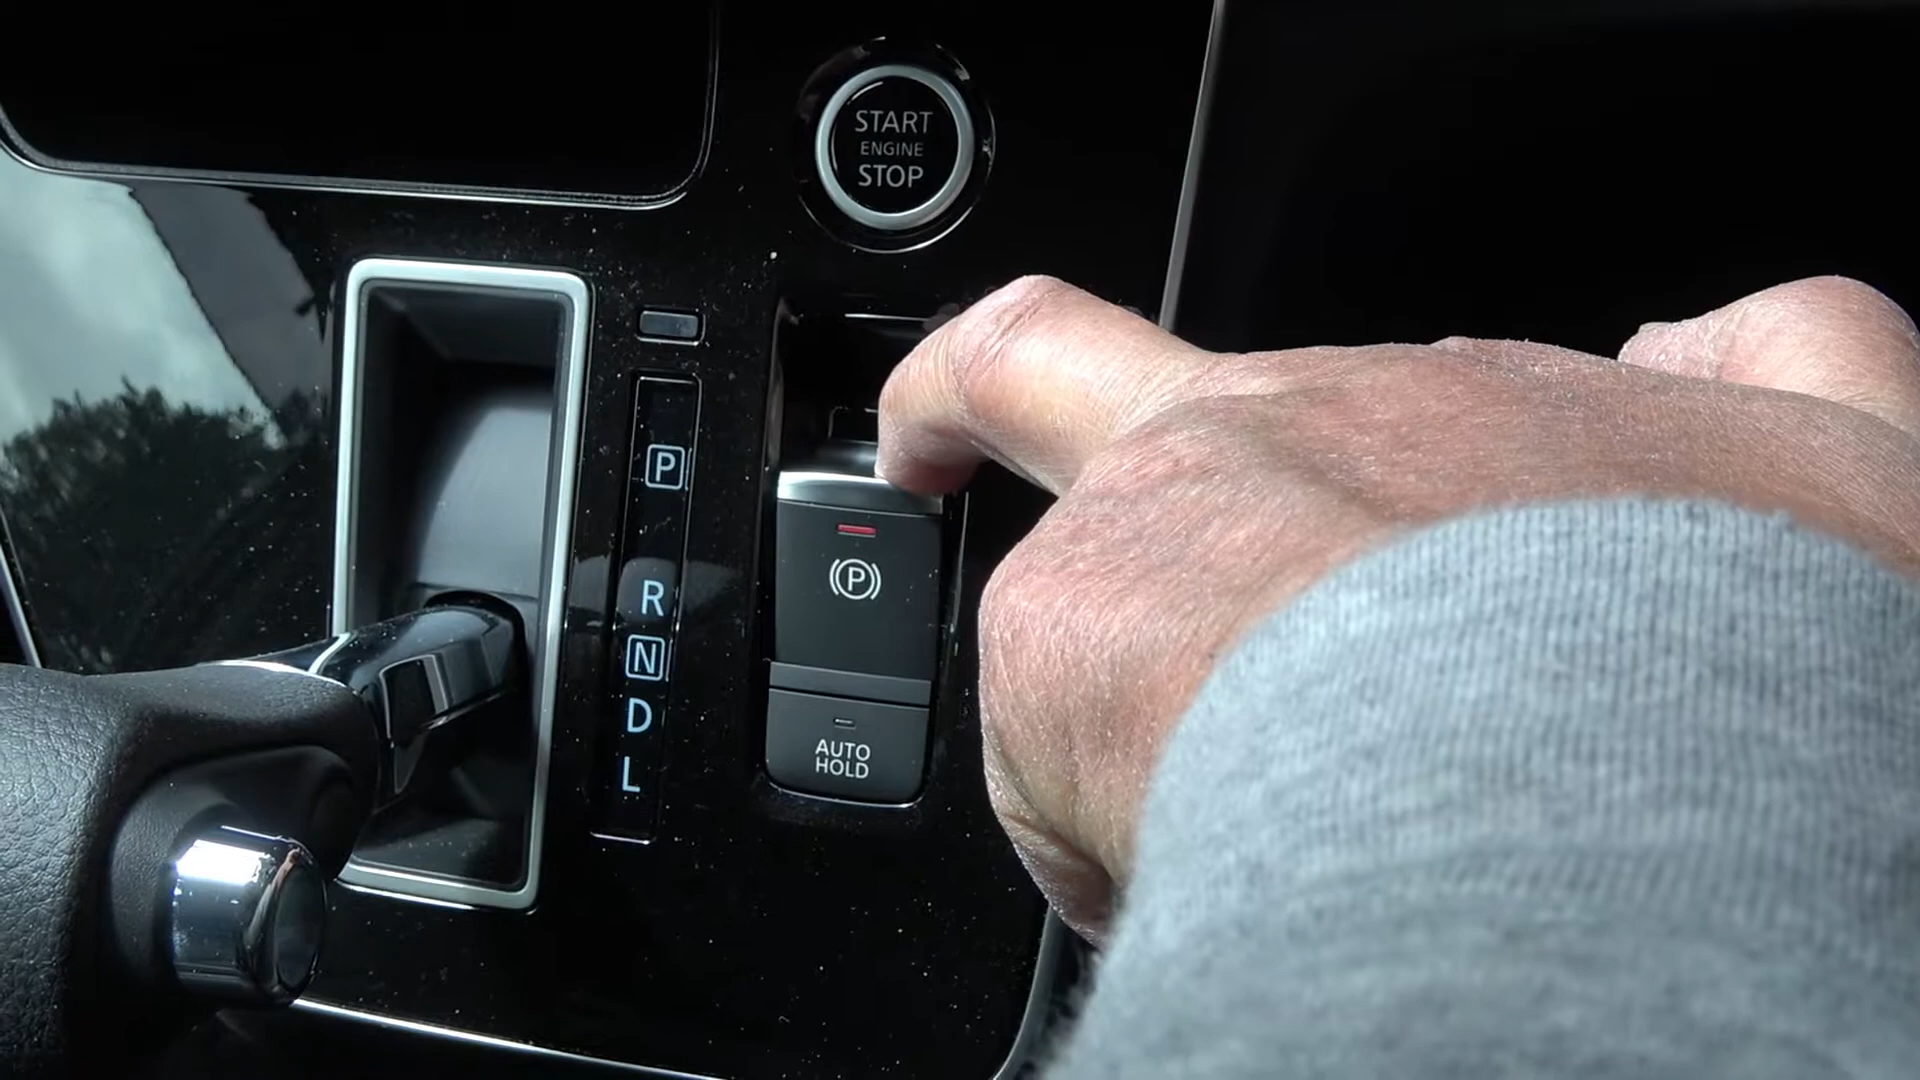 START
ENGINE
STOP
P
R
N
D
L
(P)
AUTO
HOLD